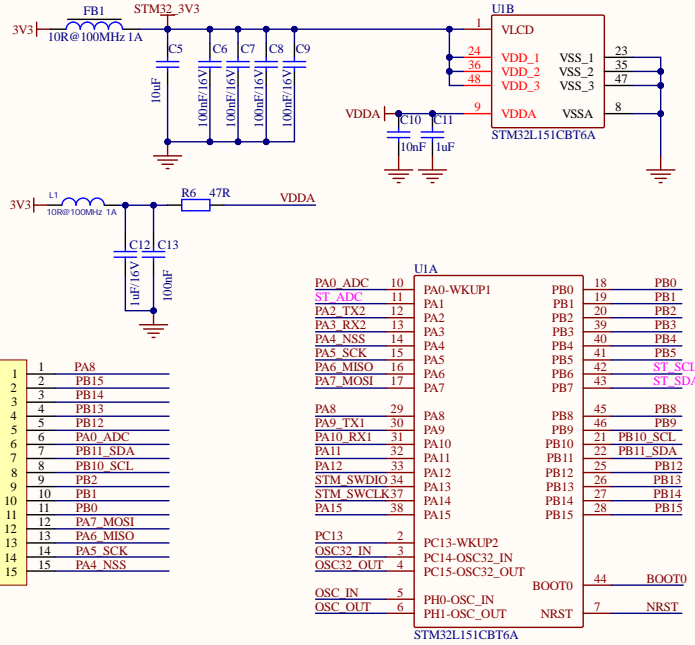 FB1
STM32_3V3
3V3
10R@100MHz 1A
C5
C6
C7
C8
C9
10uF
100nF/16V
100nF/16V
100nF/16V
100nF/16V
U1B
1 VLCD
24 VDD_1 VSS_1 23
36 VDD_2 VSS_2 35
48 VDD_3 VSS_3 47
VDDA 9 VDDA VSSA 8
C10
C11
10nF
1uF
STM32L151CBT6A
L1
3V3
10R@100MHz 1A
R6 47R
VDDA
C12
C13
1uF/16V
100nF
U1A
PA0_ADC 10 PA0-WKUP1 PB0 18 PB0
ST_ADC 11 PA1 PB1 19 PB1
PA2_TX2 12 PA2 PB2 20 PB2
PA3_RX2 13 PA3 PB3 39 PB3
PA4_NSS 14 PA4 PB4 40 PB4
PA5_SCK 15 PA5 PB5 41 PB5
PA6_MISO 16 PA6 PB6 42 ST_SCL
PA7_MOSI 17 PA7 PB7 43 ST_SDA
PA8 29 PA8 PB8 45 PB8
PA9_TX1 30 PA9 PB9 46 PB9
PA10_RX1 31 PA10 PB10 21 PB10_SCL
PA11 32 PA11 PB11 22 PB11_SDA
PA12 33 PA12 PB12 25 PB12
STM_SWDIO 34 PA13 PB13 26 PB13
STM_SWCLK 37 PA14 PB14 27 PB14
PA15 38 PA15 PB15 28 PB15
PC13 2 PC13-WKUP2
OSC32_IN 3 PC14-OSC32_IN
OSC32_OUT 4 PC15-OSC32_OUT
BOOT0 44 BOOT0
OSC_IN 5 PH0-OSC_IN
OSC_OUT 6 PH1-OSC_OUT NRST 7 NRST
STM32L151CBT6A
1 1 PA8
2 2 PB15
3 3 PB14
4 4 PB13
5 5 PB12
6 6 PA0_ADC
7 7 PB11_SDA
8 8 PB10_SCL
9 9 PB2
10 10 PB1
11 11 PB0
12 12 PA7_MOSI
13 13 PA6_MISO
14 14 PA5_SCK
15 15 PA4_NSS